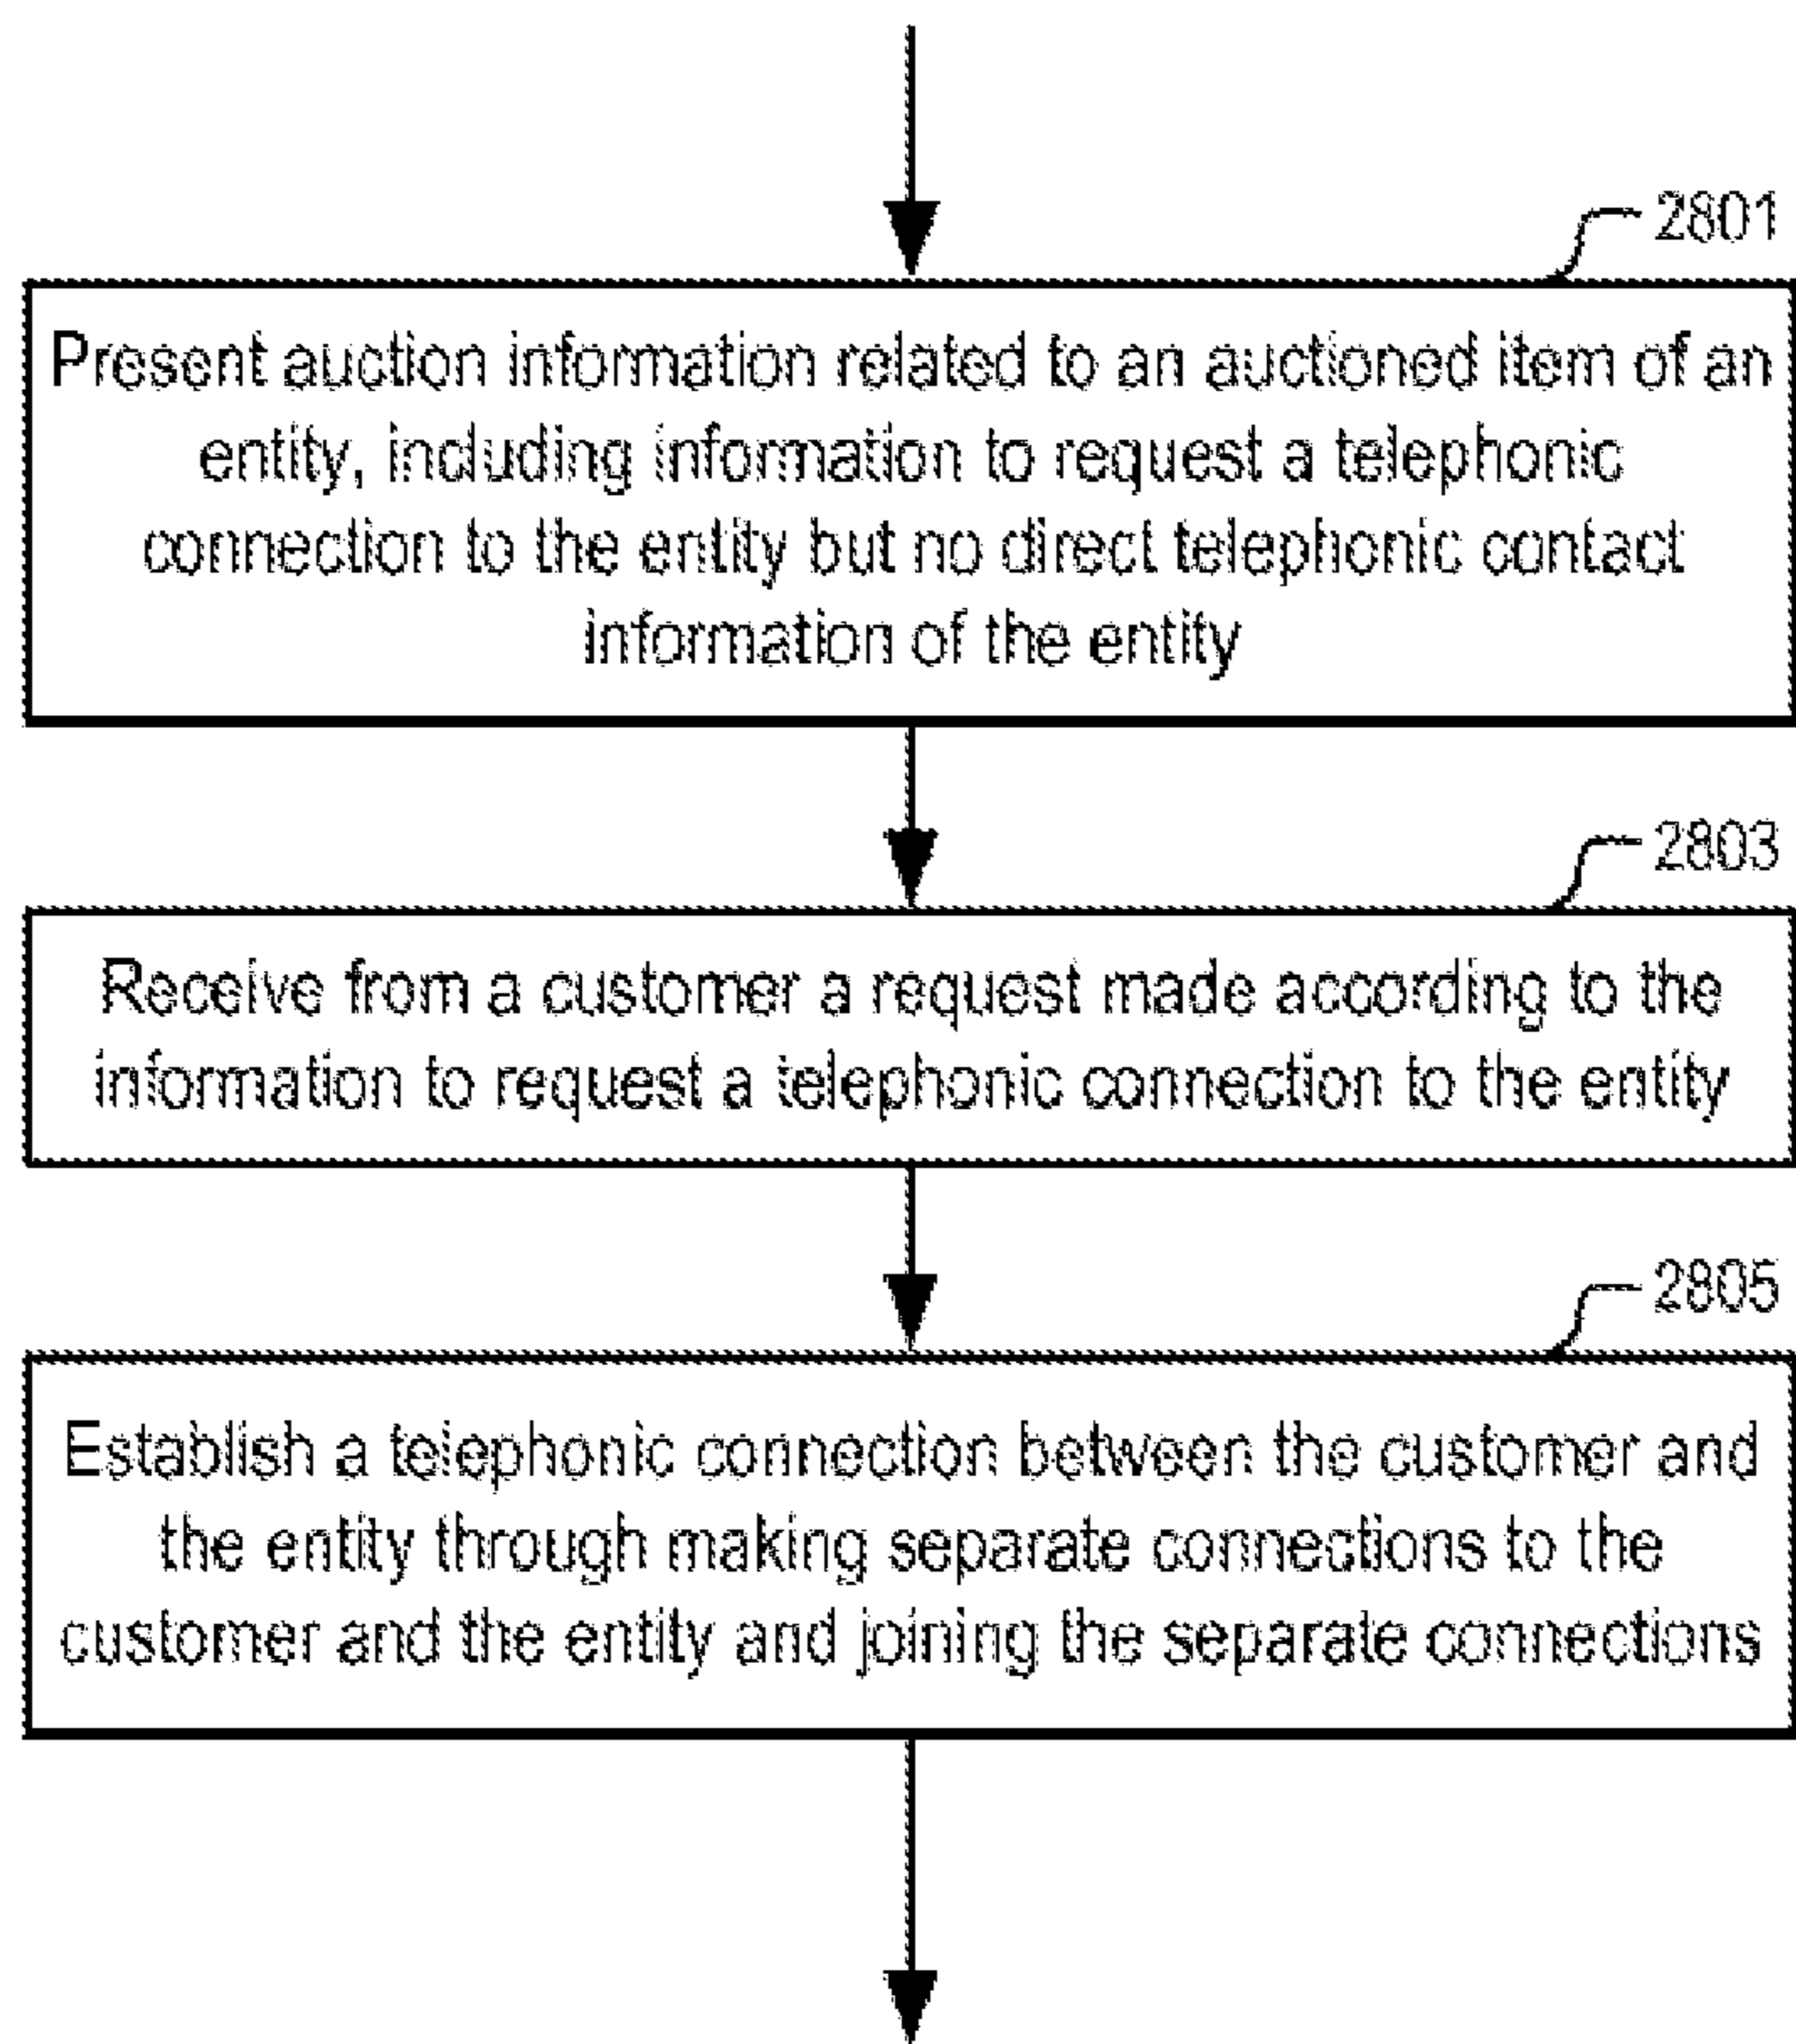 2801
Present auction information related to an auctioned item of an
entity, including information to request a telephonic
connection to the entity but no direct telephonic contact
information of the entity
2803
Receive from a customer a request made according to the
information to request a telephonic connection to the entity
2805
Establish a telephonic connection between the customer and
the entity through making separate connections to the
customer and the entity and joining the separate connections